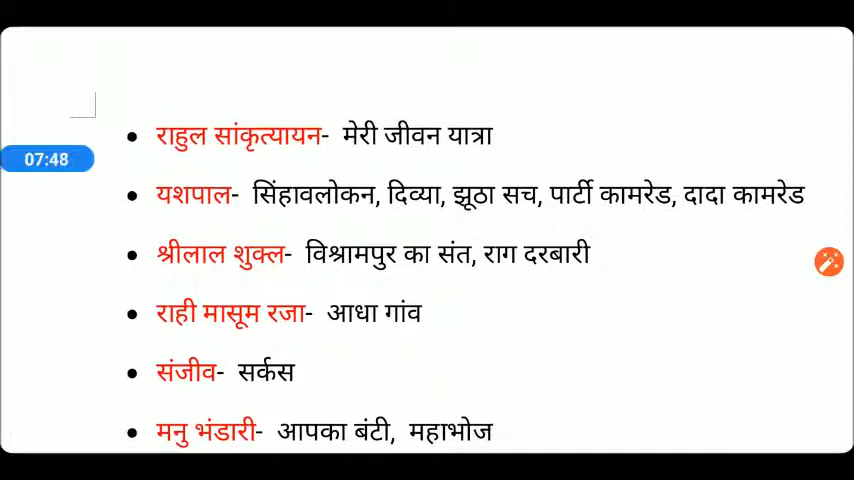 • राहुल सांकृत्यायन- मेरी जीवन यात्रा
07:48
• यशपाल- सिंहावलोकन, दिव्या, झूठा सच, पार्टी कामरेड, दादा कामरेड
• श्रीलाल शुक्ल- विश्रामपुर का संत, राग दरबारी
• राही मासूम रजा- आधा गांव
• संजीव- सर्कस
• मनु भंडारी- आपका बंटी, महाभोज